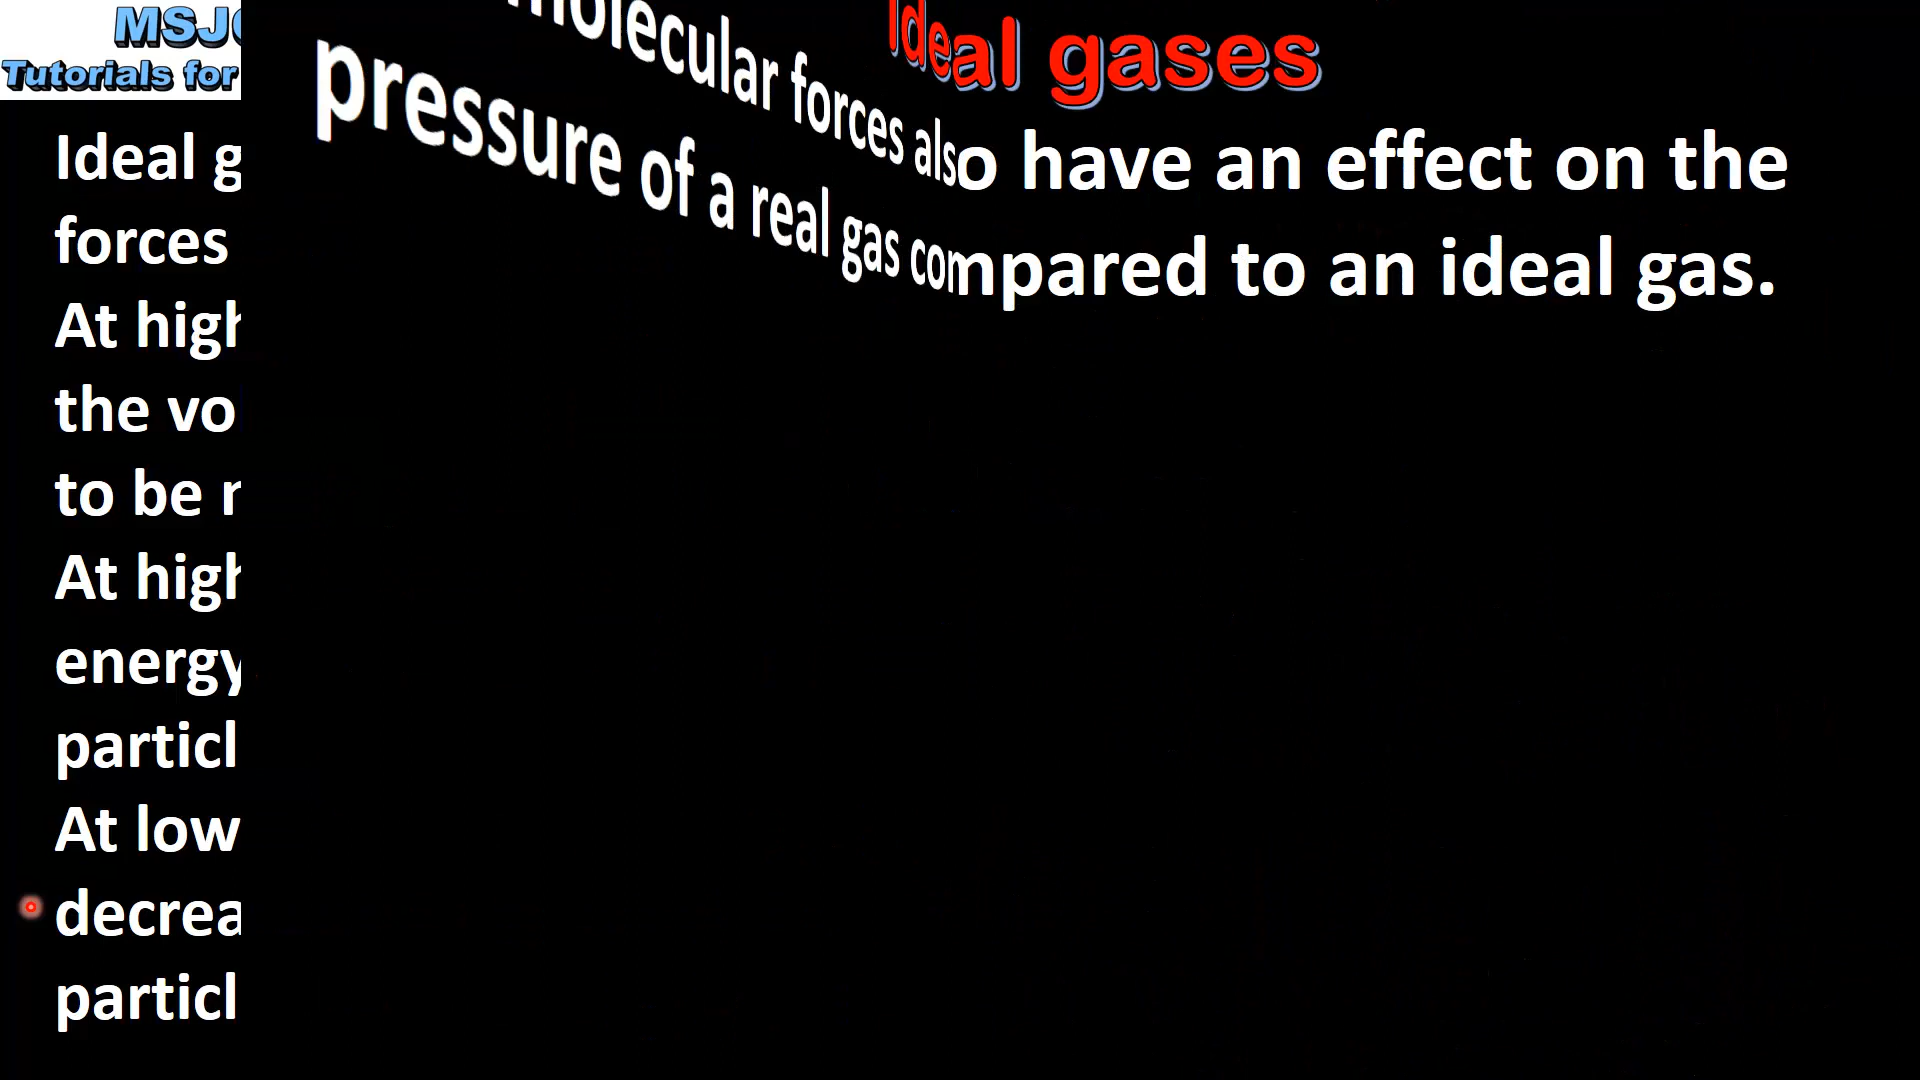 MSJ
Tutorials for
Ideal gases
molecular forces also have an effect on the
pressure of a real gas compared to an ideal gas.
Ideal g
forces
At high
the vo
to be
At high
energy
particl
At low
decrea
particl